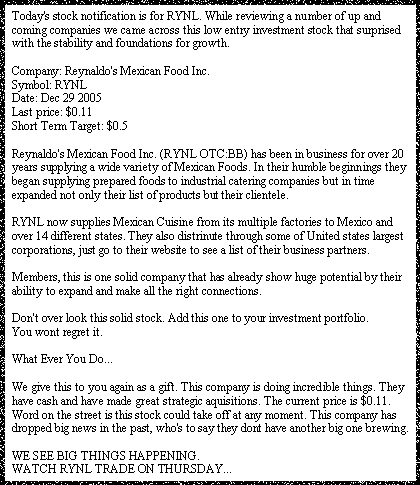 Today's stock notification is for RYNL. While reviewing a number of up and
coming companies we came across this low entry investment stock that surprised
with the stability and foundations for growth.
Company: Reynaldo's Mexican Food Inc.
Symbol: RYNL
Date: Dec 29 2005
Last price: $0.11
Short Term Target: $0.5
Reynaldo's Mexican Food Inc. (RYNL OTC:BB) has been in business for over 20
years supplying a wide variety of Mexican Foods. In their humble beginnings they
began supplying prepared foods to industrial catering companies but in time
expanded not only their list of products but their clientele.
RYNL now supplies Mexican Cuisine from its multiple factories to Mexico and
over 14 different states. They also distrinute through some of United states largest
corporations, just go to their website to see a list of their business partners.
Members, this is one solid company that has already show huge potential by their
ability to expand and make all the right connections.
Don't over look this solid stock. Add this one to your investment portfolio.
You wont regret it.
What Ever You Do...
We give this to you again as a gift. This company is doing incredible things. They
have cash and have made great strategic aquisitions. The current price is $0.11.
Word on the street is this stock could take off at any moment. This company has
dropped big news in the past, who's to say they dont have another big one brewing.
WE SEE BIG THINGS HAPPENING.
WATCH RYNL TRADE ON THURSDAY...